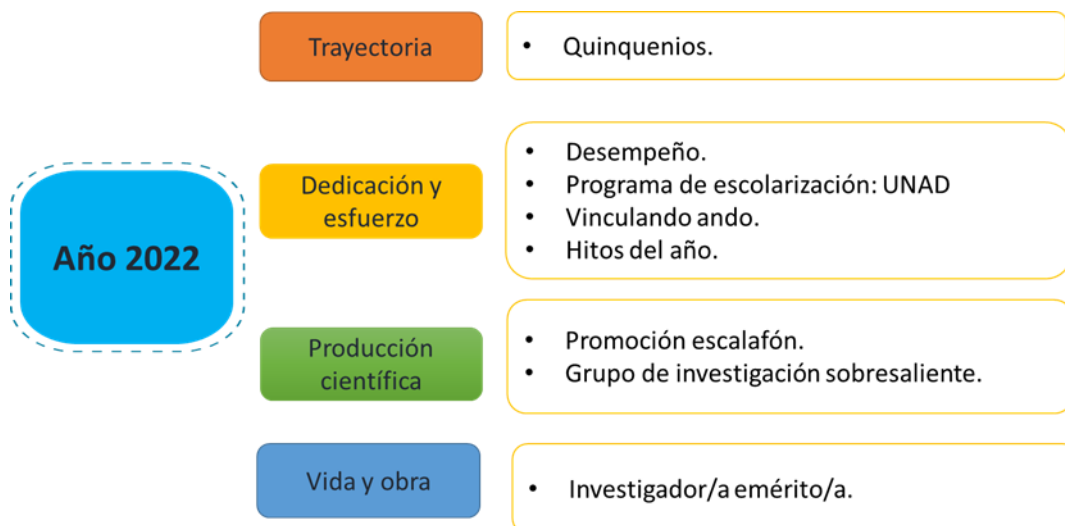 Año 2022
Trayectoria
• Quinquenios.
Dedicación y
esfuerzo
• Desempeño.
• Programa de escolarización: UNAD
• Vinculando ando.
• Hitos del año.
Producción
científica
• Promoción escalafón.
• Grupo de investigación sobresaliente.
Vida y obra
• Investigador/a emérito/a.